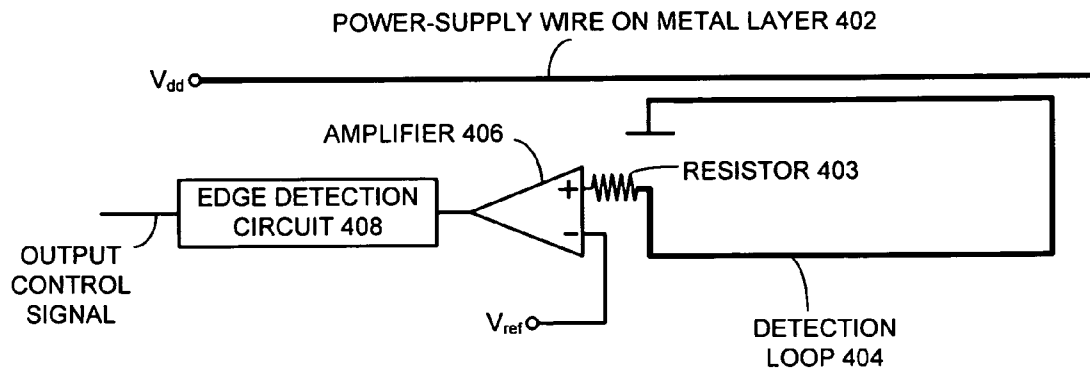 POWER-SUPPLY WIRE ON METAL LAYER 402
Vdd
AMPLIFIER 406
RESISTOR 403
EDGE DETECTION
CIRCUIT 408
+
−
OUTPUT
CONTROL
SIGNAL
Vref
DETECTION
LOOP 404